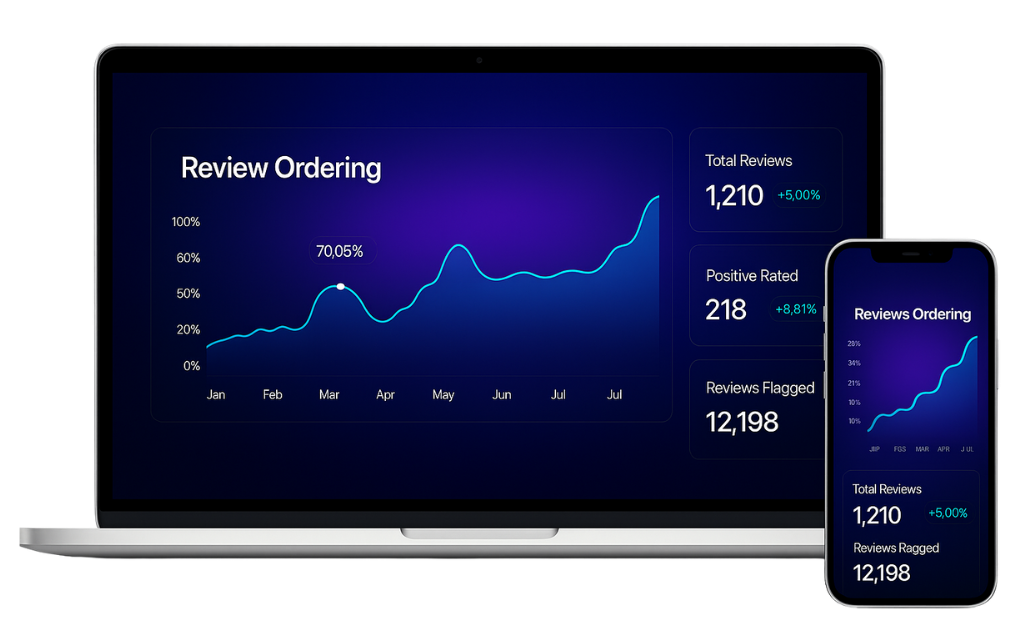 Review Ordering
100%
60%
50%
20%
0%
70,05%
Jan Feb Mar Apr May Jun Jul Jul
Total Reviews
1,210 +5,00%
Positive Rated
218 +8,81%
Reviews Flagged
12,198
Reviews Ordering
28%
34%
21%
10%
10%
FGS MAR APR J UL
Total Reviews
1,210 +5,00%
Reviews Ragged
12,198